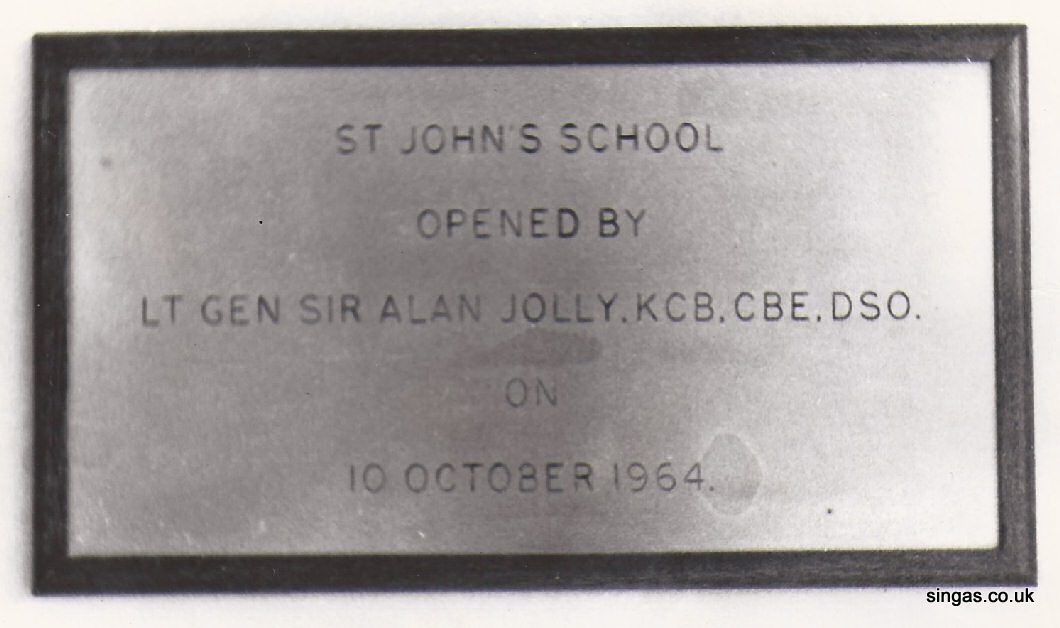 ST JOHN'S SCHOOL
OPENED BY
LT GEN SIR ALAN JOLLY. KCB. CBE. DSO.
ON
10 OCTOBER 1964.
singas.co.uk